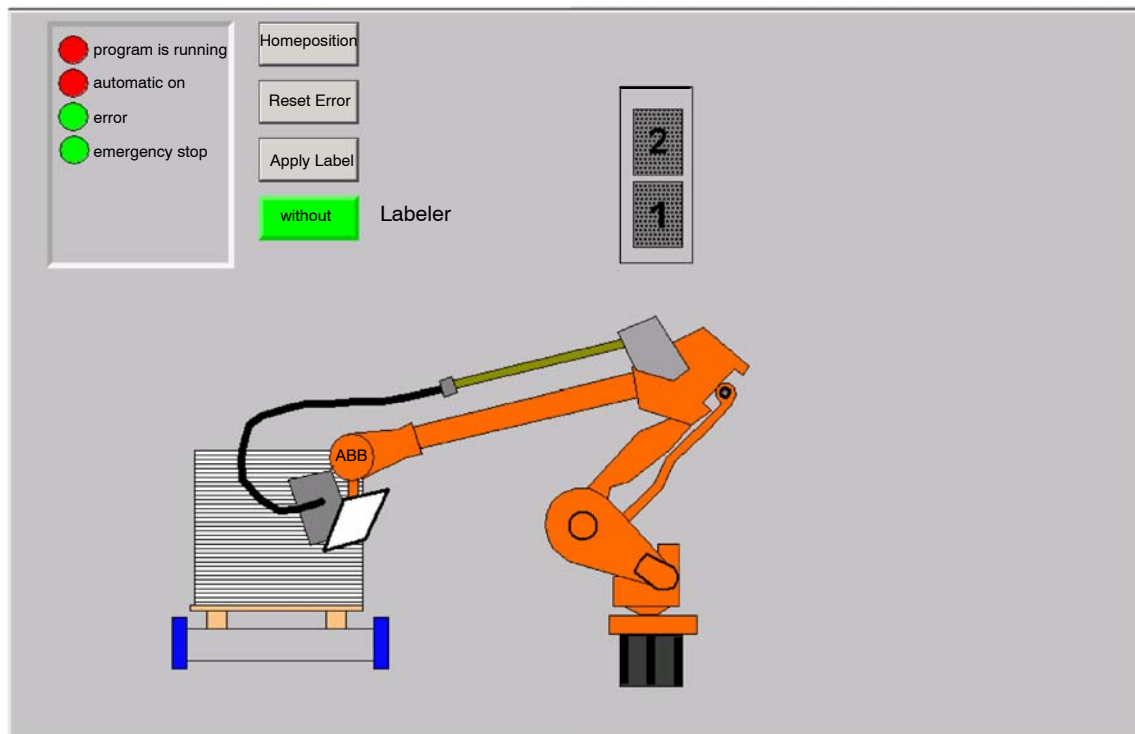 program is running
automatic on
error
emergency stop
Homeposition
Reset Error
Apply Label
without Labeler
2
1
ABB